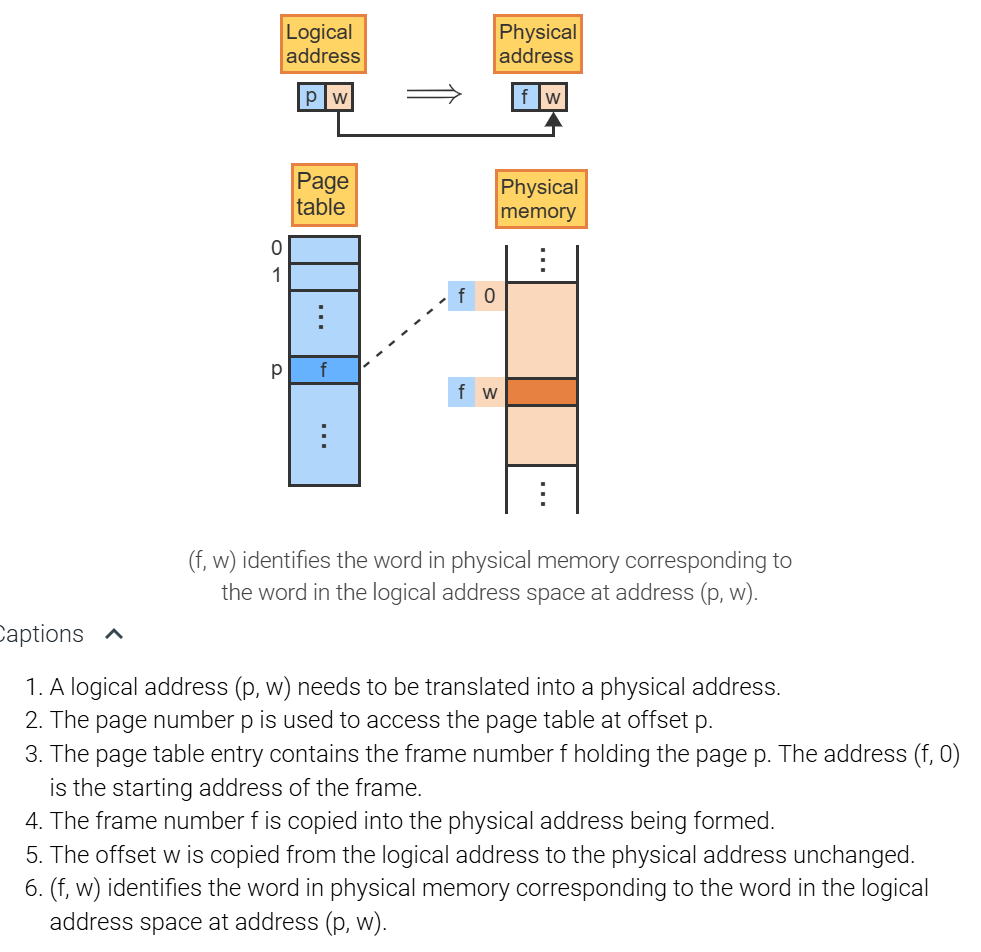 Logical
address
Physical
address
p w
f w
Page
table
Physical
memory
0
1
f 0
p f
f w
(f, w) identifies the word in physical memory corresponding to
the word in the logical address space at address (p, w).
Captions
1. A logical address (p, w) needs to be translated into a physical address.
2. The page number p is used to access the page table at offset p.
3. The page table entry contains the frame number f holding the page p. The address (f, 0)
is the starting address of the frame.
4. The frame number f is copied into the physical address being formed.
5. The offset w is copied from the logical address to the physical address unchanged.
6. (f, w) identifies the word in physical memory corresponding to the word in the logical
address space at address (p, w).